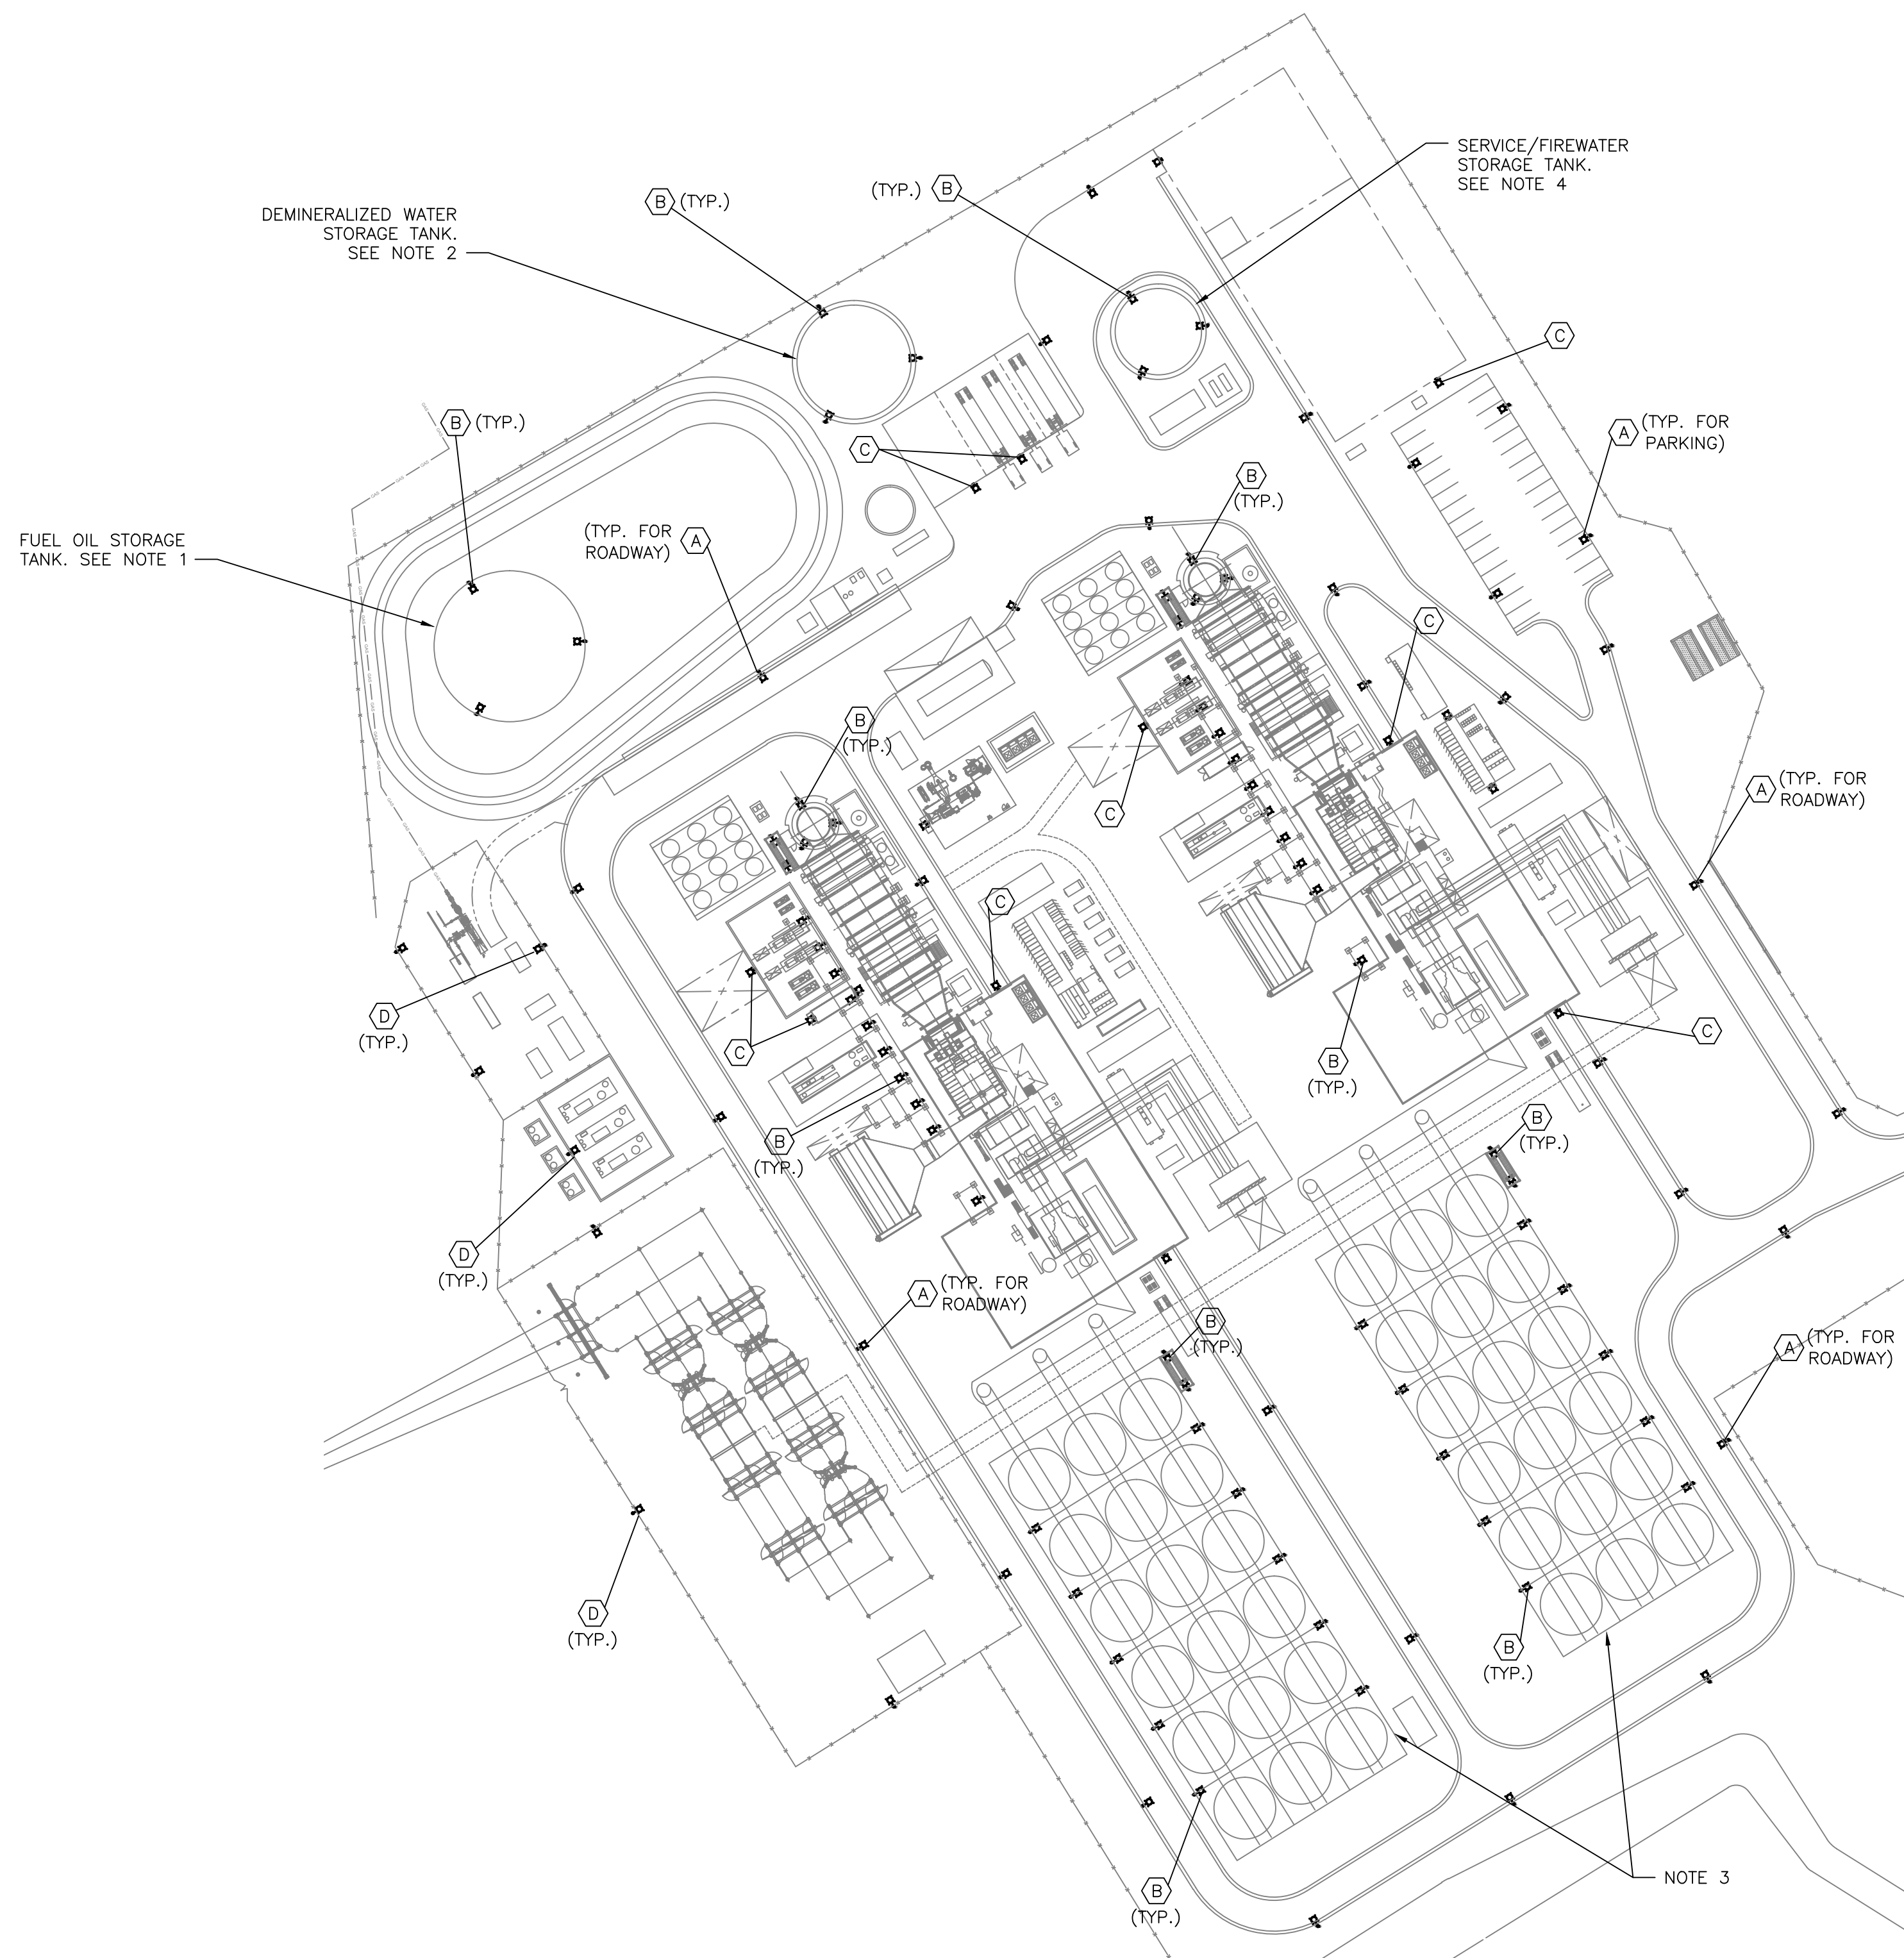 SERVICE/FIREWATER
STORAGE TANK.
SEE NOTE 4
(TYP.) B
B (TYP.)
DEMINERALIZED WATER
STORAGE TANK.
SEE NOTE 2
C
B (TYP.)
A (TYP. FOR
PARKING)
C
B
(TYP.)
FUEL OIL STORAGE
TANK. SEE NOTE 1
(TYP. FOR
ROADWAY) A
C
B
(TYP.)
A (TYP. FOR
ROADWAY)
C
C
D
(TYP.)
C
C
B
(TYP.)
B
(TYP.)
B
(TYP.)
D
(TYP.)
A (TYP. FOR
ROADWAY)
B
(TYP.)
A (TYP. FOR
ROADWAY)
D
(TYP.)
B
(TYP.)
NOTE 3
B
(TYP.)
GAS